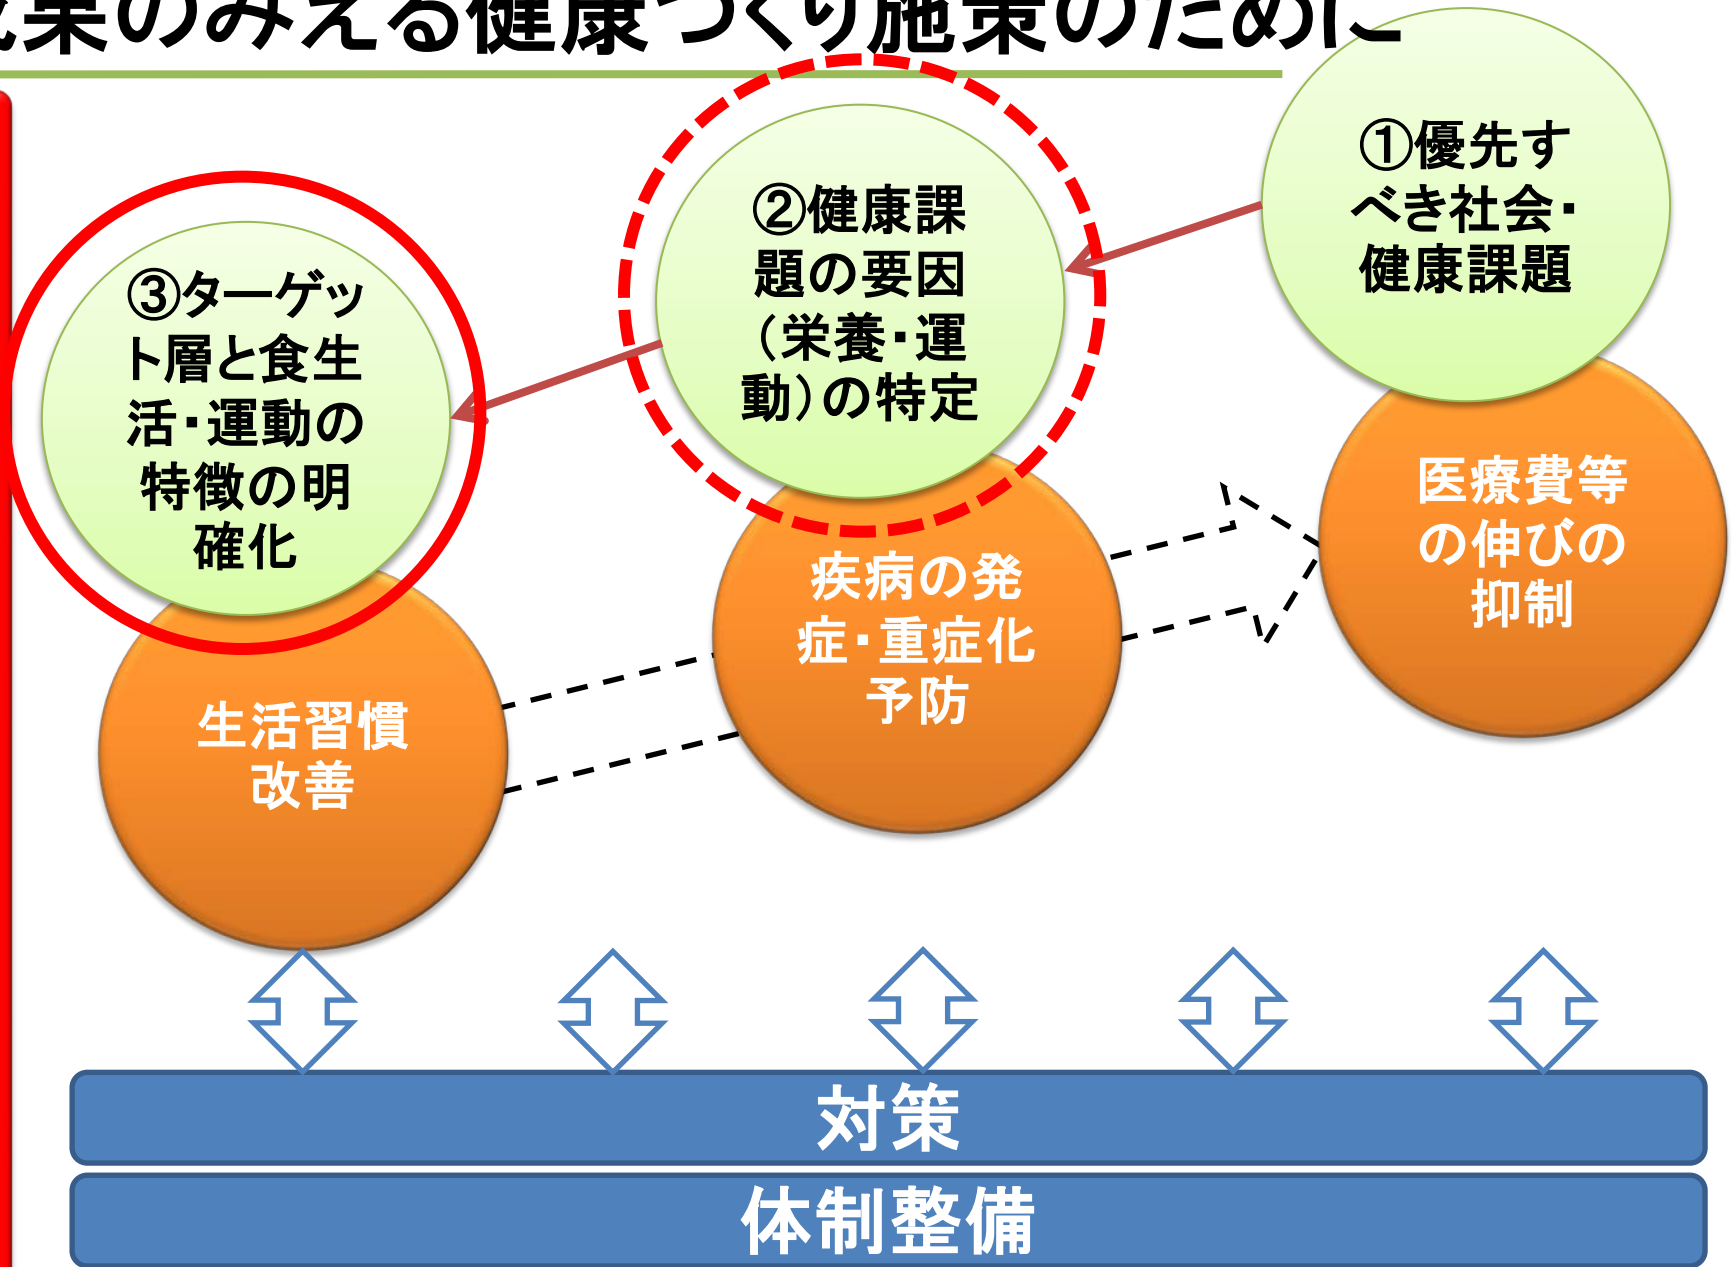 果のみえる健康づくり施策のために
①優先す
べき社会・
健康課題
②健康課
題の要因
（栄養・運
動）の特定
③ターゲッ
ト層と食生
活・運動の
特徴の明
確化
医療費等
の伸びの
抑制
疾病の発
症・重症化
予防
生活習慣
改善
対策
体制整備